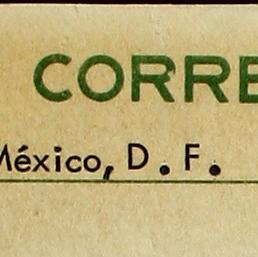 CORRE
México, D. F.